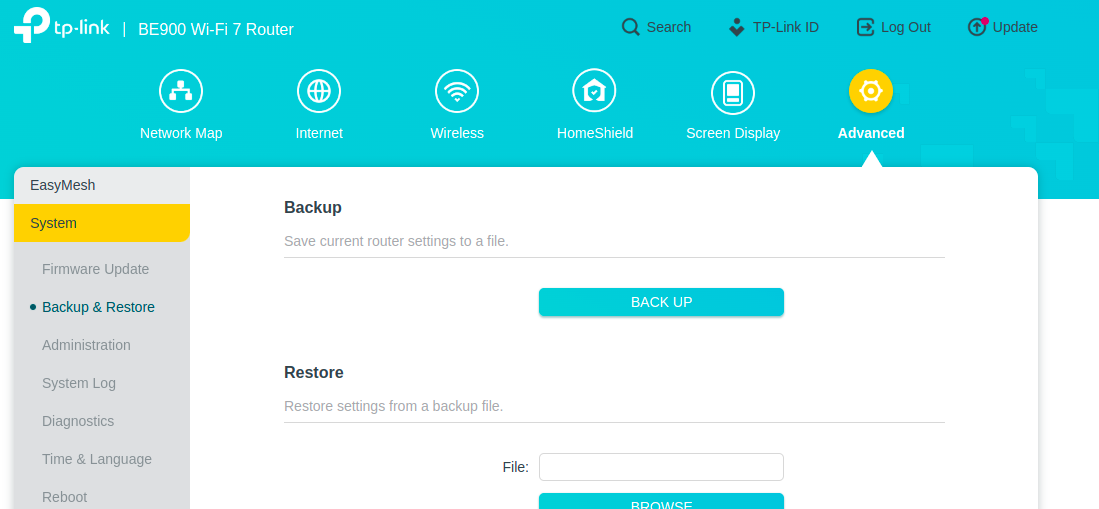 tp-link | BE900 Wi-Fi 7 Router
Search TP-Link ID Log Out Update
Network Map Internet Wireless HomeShield Screen Display Advanced
EasyMesh
System
Firmware Update
Backup & Restore
Administration
System Log
Diagnostics
Time & Language
Reboot
Backup
Save current router settings to a file.
BACK UP
Restore
Restore settings from a backup file.
File:
BROWSE